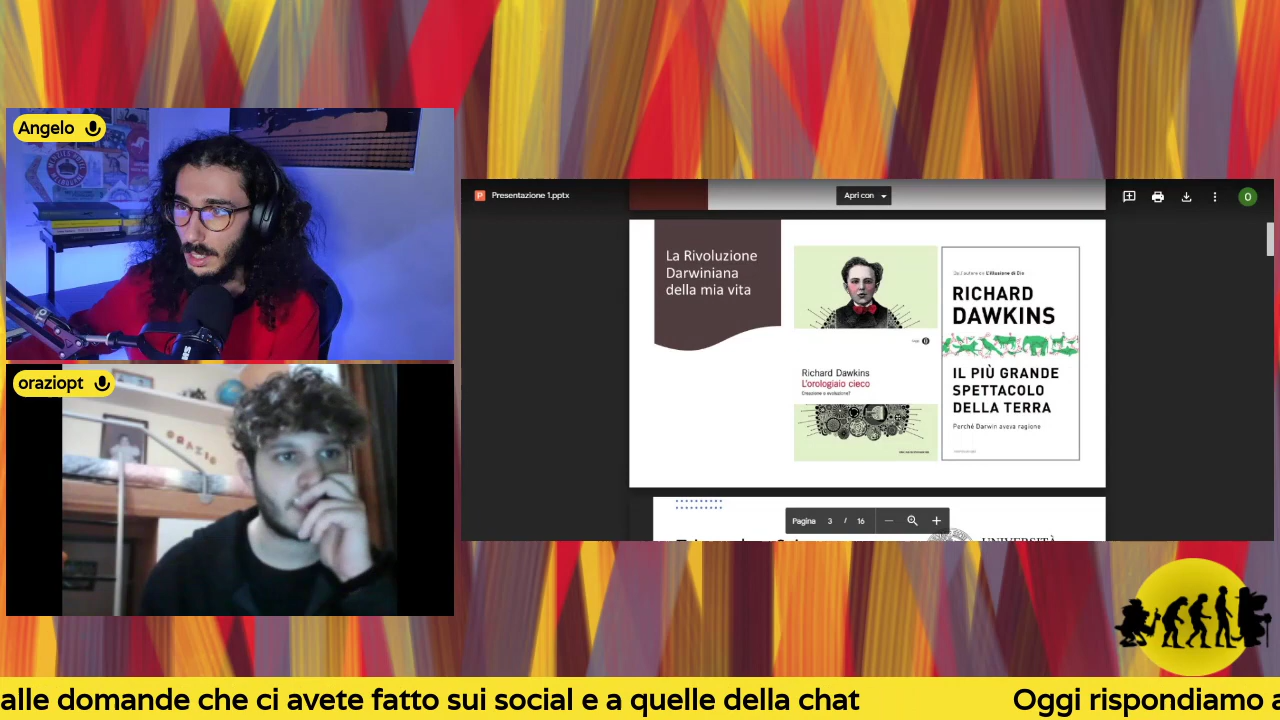 Angelo
oraziopt
ORAZIO
Presentazione 1.pptx
Apri con
O
La Rivoluzione
Darwiniana
della mia vita
Richard Dawkins
L'orologiaio cieco
Creazione o evoluzione?
Dall'autore de L'illusione di Dio
RICHARD
DAWKINS
IL PIÙ GRANDE
SPETTACOLO
DELLA TERRA
Perché Darwin aveva ragione
Pagina 3 / 16
UNIVERSITÀ
alle domande che ci avete fatto sui social e a quelle della chat
Oggi rispondiamo a